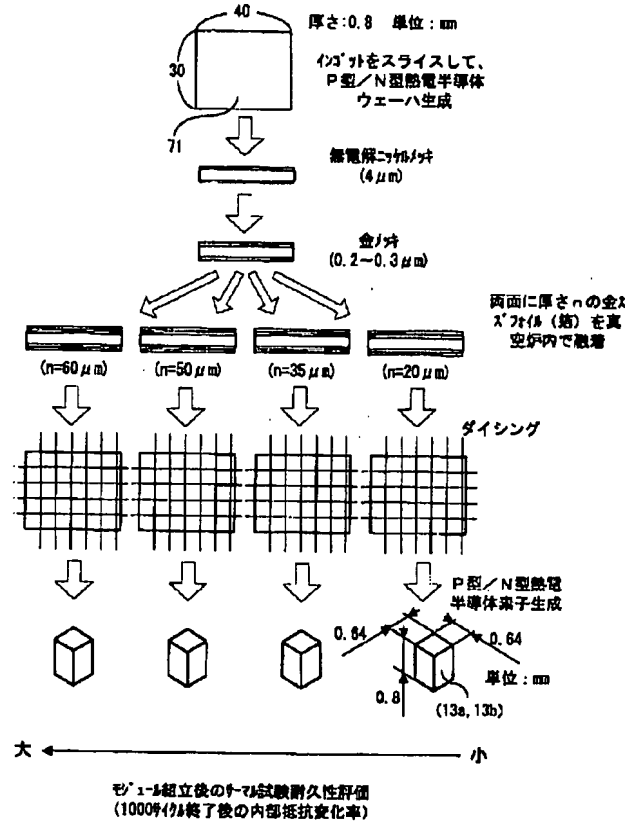 40
厚さ:0.8 単位:mm
30
インゴットをスライスして、
P型/N型熱電半導体
ウェーハ生成
71
無電解ニッケルメッキ
(4μm)
金メッキ
(0.2~0.3μm)
両面に厚さnの金ス
ズフォイル(箔)を真
空炉内で融着
(n=60μm)
(n=50μm)
(n=35μm)
(n=20μm)
ダイシング
P型/N型熱電
半導体素子生成
0.64
0.64
単位:mm
0.8
(13a,13b)
大
小
モジュール組立後のサーマル試験耐久性評価
(1000サイクル終了後の内部抵抗変化率)